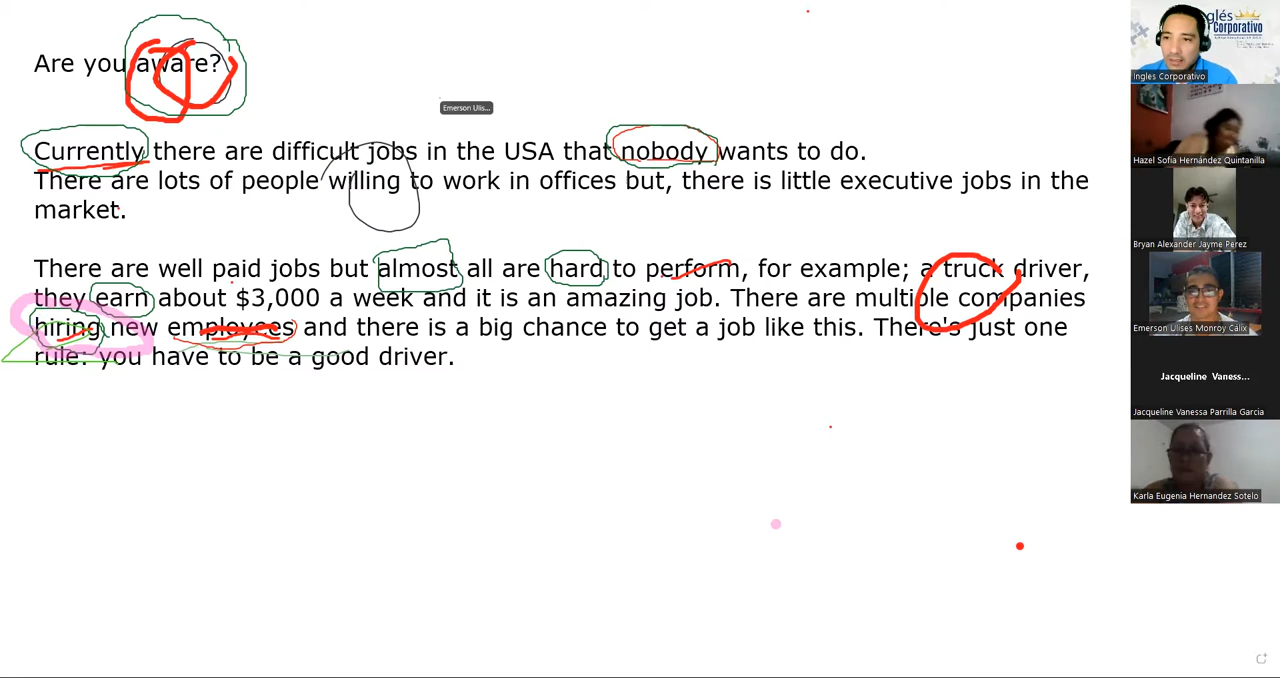 Are you aware?
Currently there are difficult jobs in the USA that nobody wants to do.
There are lots of people willing to work in offices but, there is little executive jobs in the
market.
There are well paid jobs but almost all are hard to perform, for example; a truck driver,
they earn about $3,000 a week and it is an amazing job. There are multiple companies
hiring new employees and there is a big chance to get a job like this. There's just one
rule: you have to be a good driver.
Emerson Ulis...
Inglés
Corporativo
Ingles Corporativo
Hazel Sofia Hernández Quintanilla
Bryan Alexander Jayme Perez
Emerson Ulises Monroy Cálix
Jacqueline Vaness...
Jacqueline Vanessa Parrilla Garcia
Karla Eugenia Hernandez Sotelo